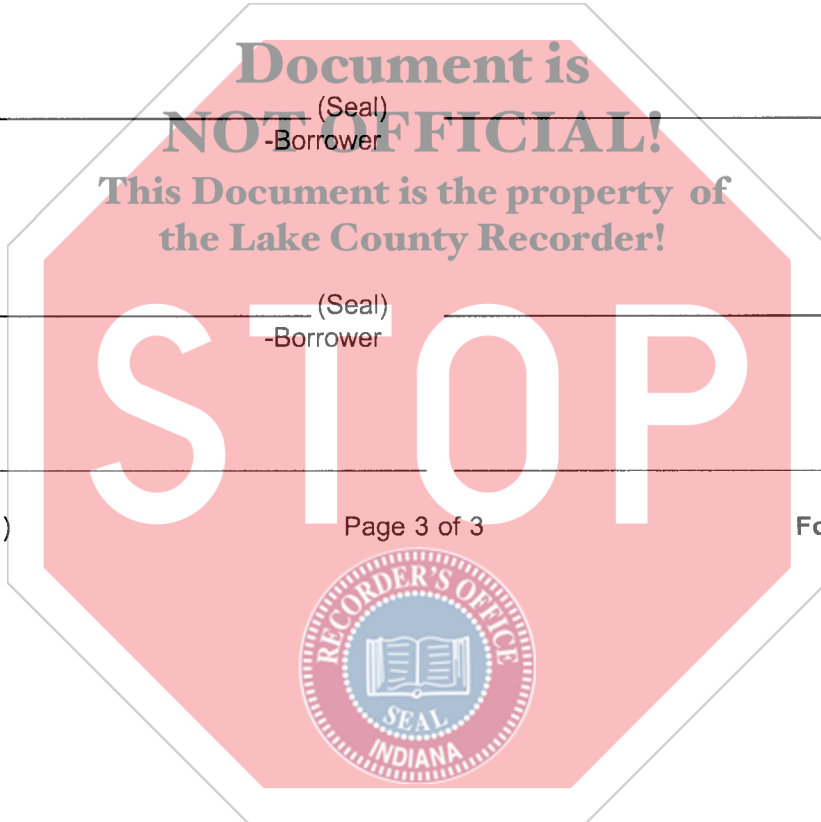 Document is
(Seal)
NOT OFFICIAL!
-Borrower
This Document is the property of
the Lake County Recorder!
(Seal)
-Borrower
STOP
)
Page 3 of 3
Fo
RECORDER'S OFFICE
SEAL
INDIANA